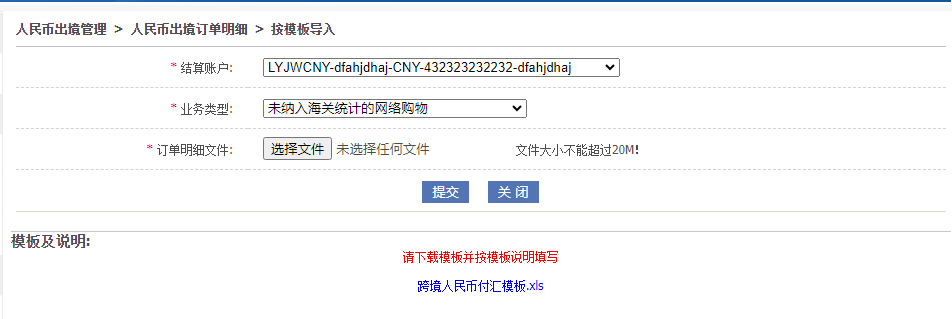 人民币出境管理 > 人民币出境订单明细 > 按模板导入
* 结算账户: LYJWCNY-dfahjdhaj-CNY-432323232232-dfahjdhaj
* 业务类型: 未纳入海关统计的网络购物
* 订单明细文件: 选择文件 未选择任何文件 文件大小不能超过20M!
提交 关 闭
模板及说明:
请下载模板并按模板说明填写
跨境人民币付汇模板.xls